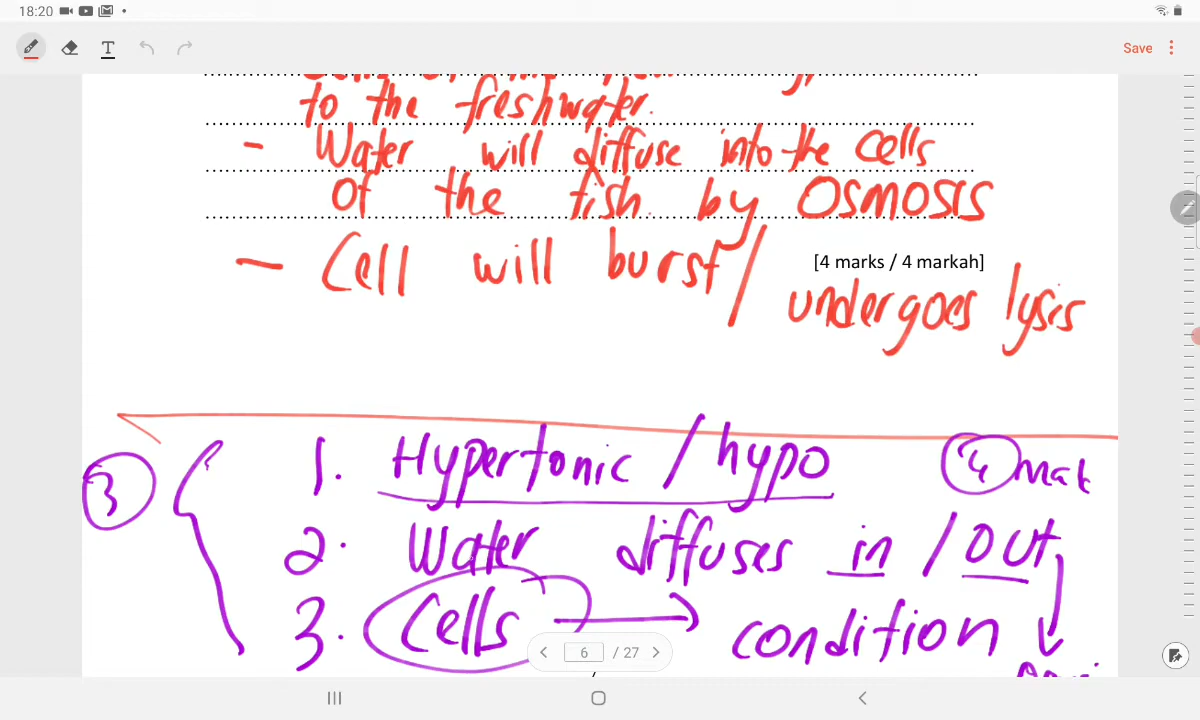 18:20
T Save
to the freshwater.
- Water will diffuse into the cells
of the fish. by OSMOSIS
- Cell will burst /
[4 marks / 4 markah]
undergoes lysis
3 1. Hypertonic / hypo 4 mak
2. Water diffuses in / out
3. Cells → condition
6 / 27